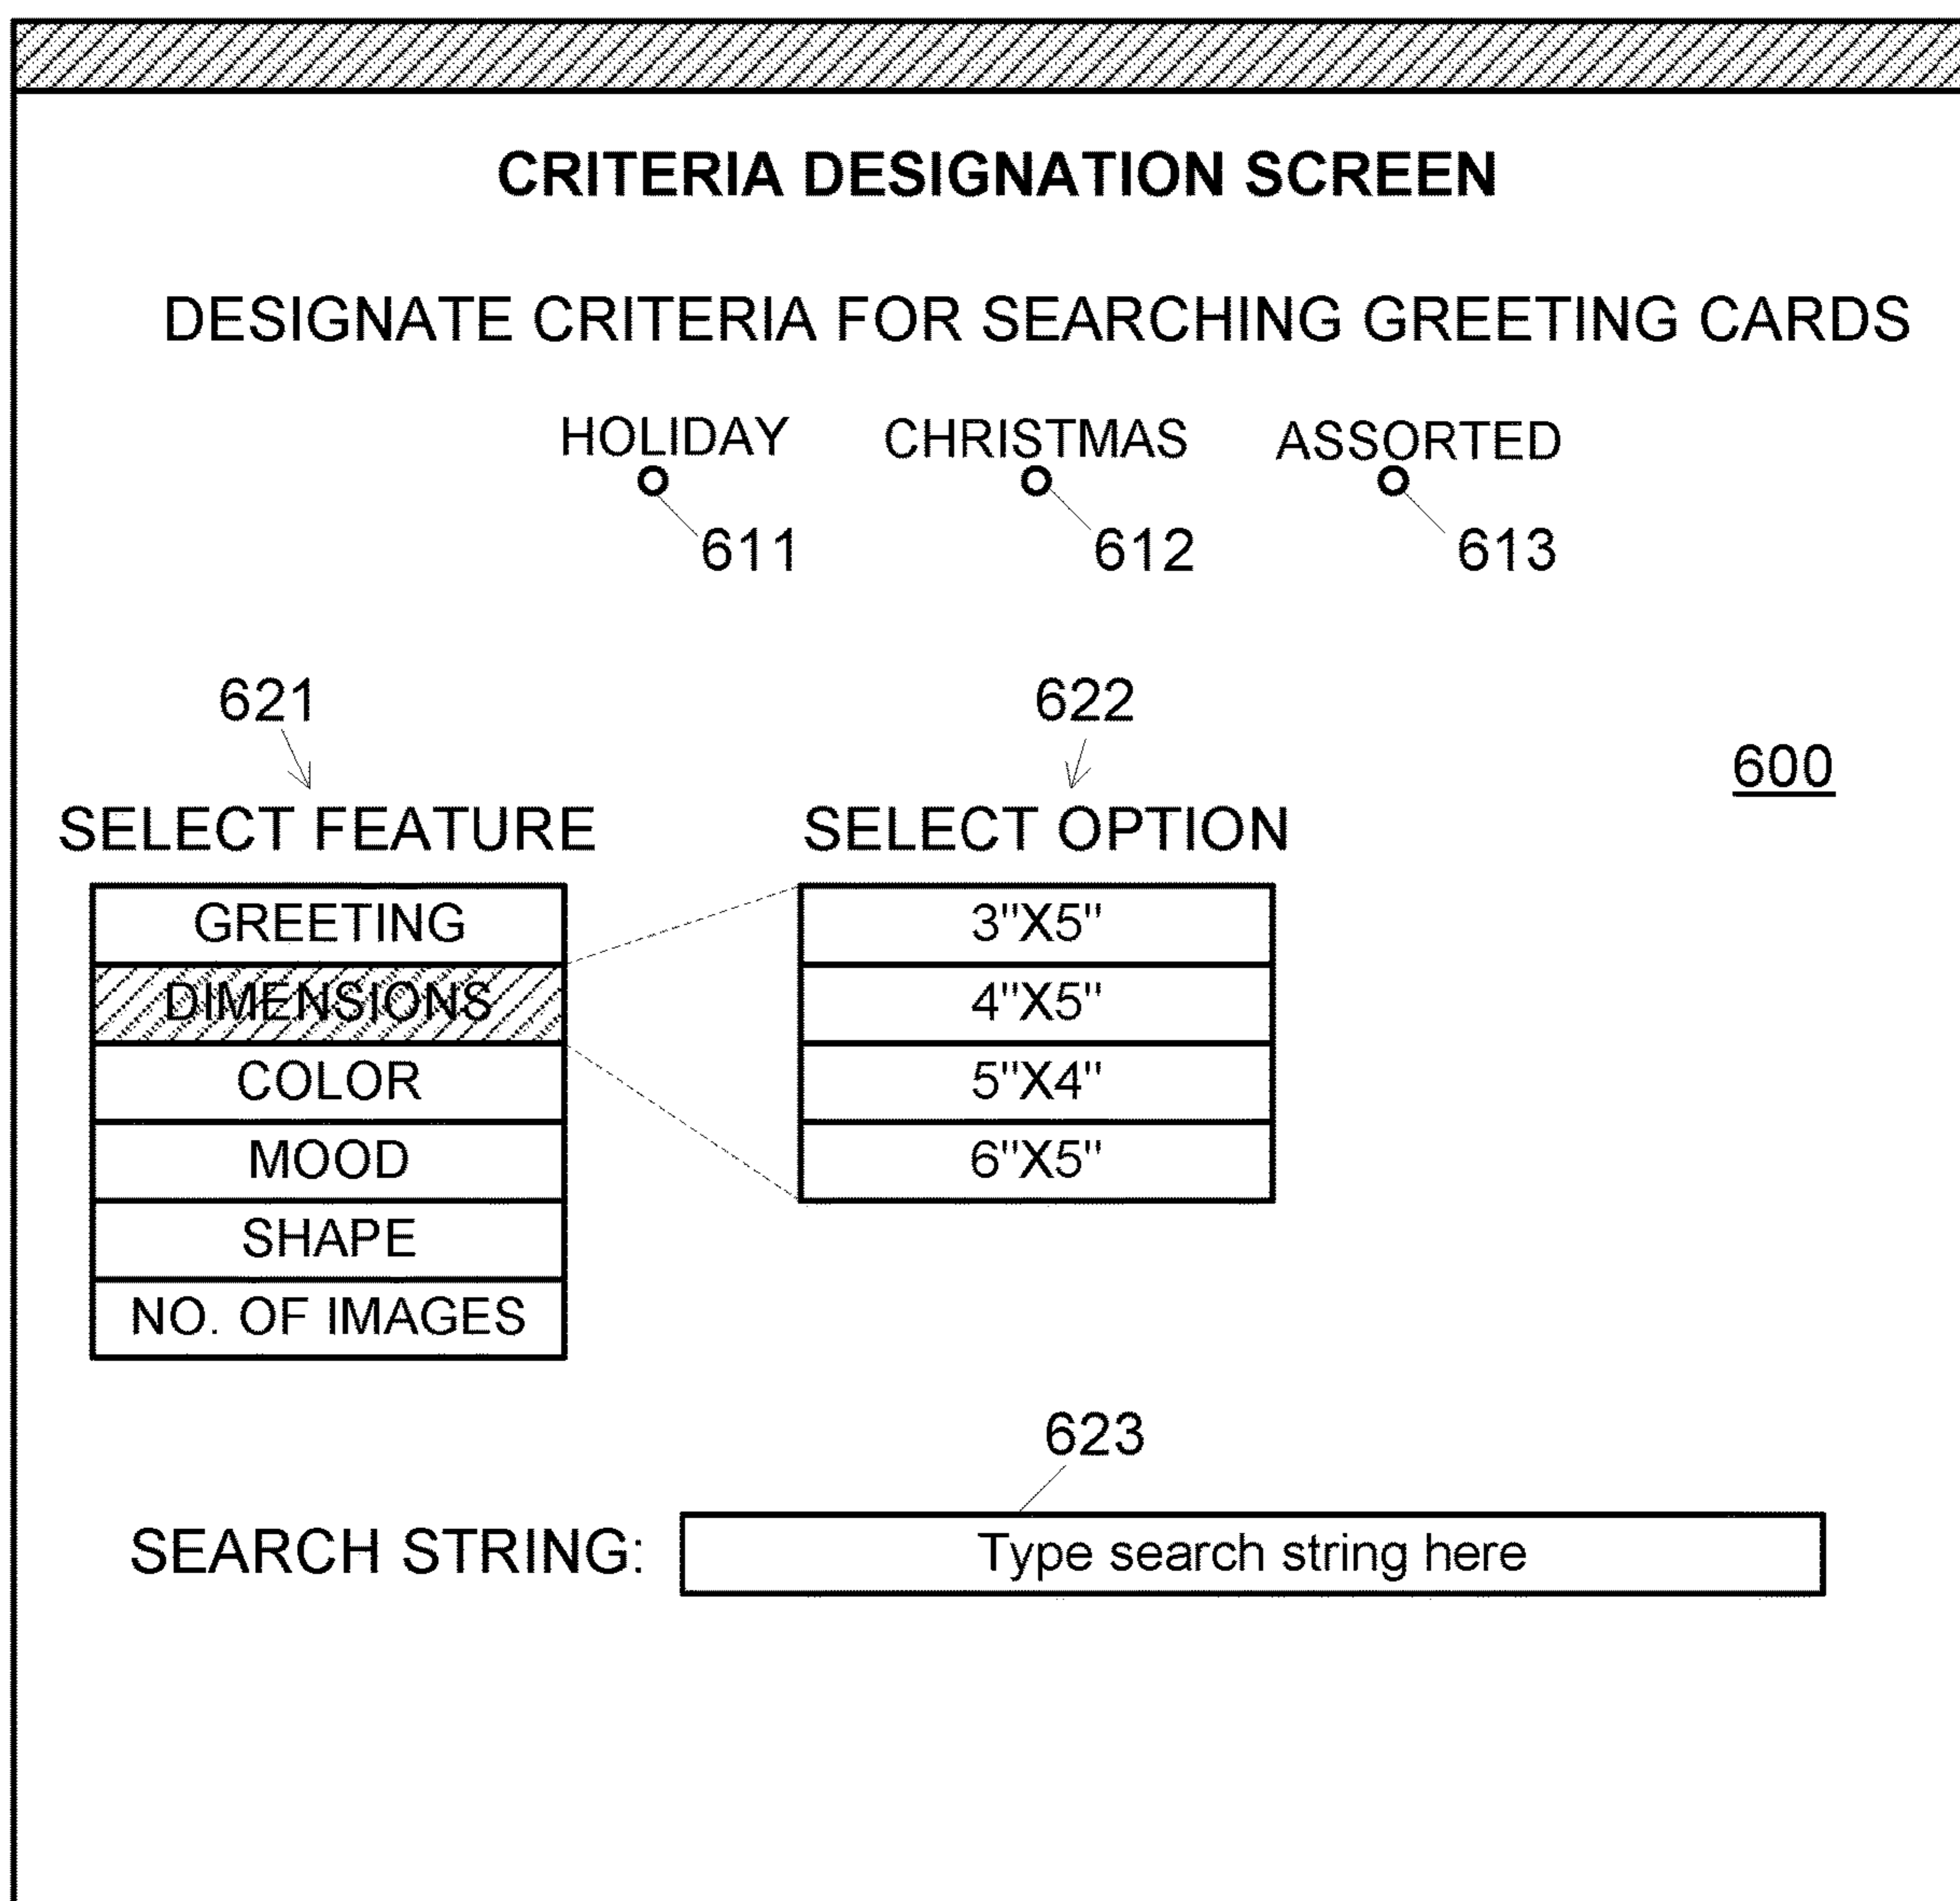 CRITERIA DESIGNATION SCREEN
DESIGNATE CRITERIA FOR SEARCHING GREETING CARDS
HOLIDAY CHRISTMAS ASSORTED
611 612 613
621 622
600
SELECT FEATURE SELECT OPTION
GREETING 3"X5"
DIMENSIONS 4"X5"
COLOR 5"X4"
MOOD 6"X5"
SHAPE
NO. OF IMAGES
623
SEARCH STRING: Type search string here